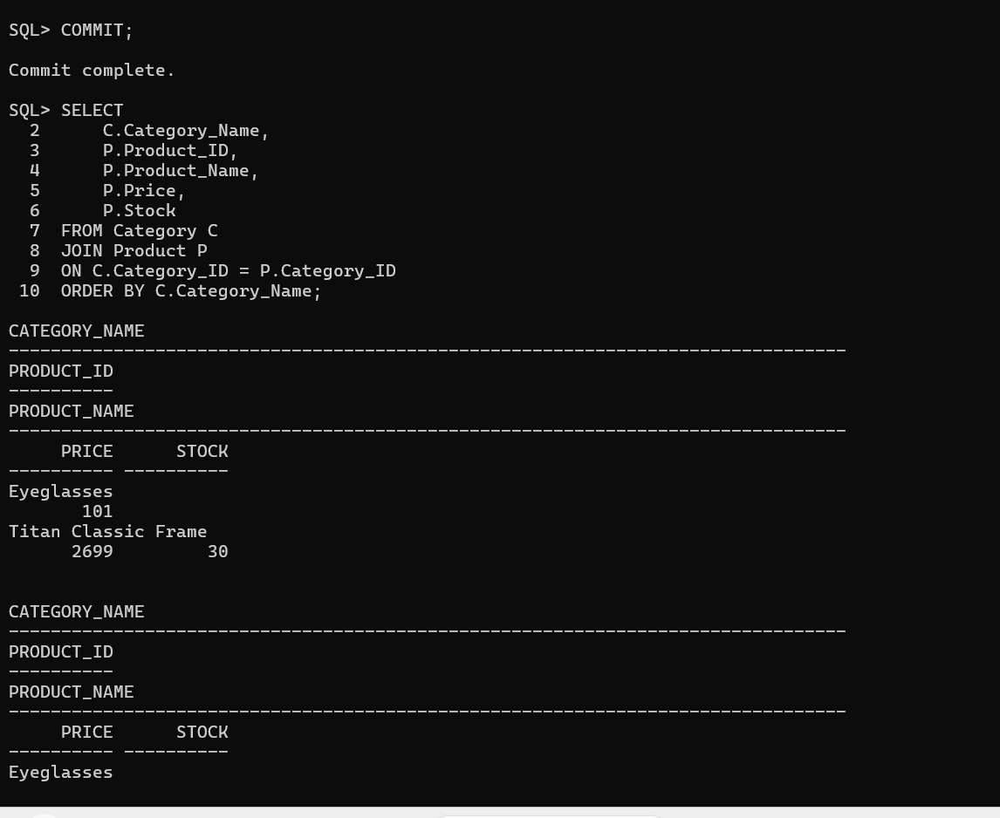 SQL> COMMIT;
Commit complete.
SQL> SELECT
  2      C.Category_Name,
  3      P.Product_ID,
  4      P.Product_Name,
  5      P.Price,
  6      P.Stock
  7  FROM Category C
  8  JOIN Product P
  9  ON C.Category_ID = P.Category_ID
 10  ORDER BY C.Category_Name;
CATEGORY_NAME
--------------------------------------------------------------------------------
PRODUCT_ID
----------
PRODUCT_NAME
--------------------------------------------------------------------------------
     PRICE      STOCK
---------- ----------
Eyeglasses
       101
Titan Classic Frame
      2699         30
CATEGORY_NAME
--------------------------------------------------------------------------------
PRODUCT_ID
----------
PRODUCT_NAME
--------------------------------------------------------------------------------
     PRICE      STOCK
---------- ----------
Eyeglasses